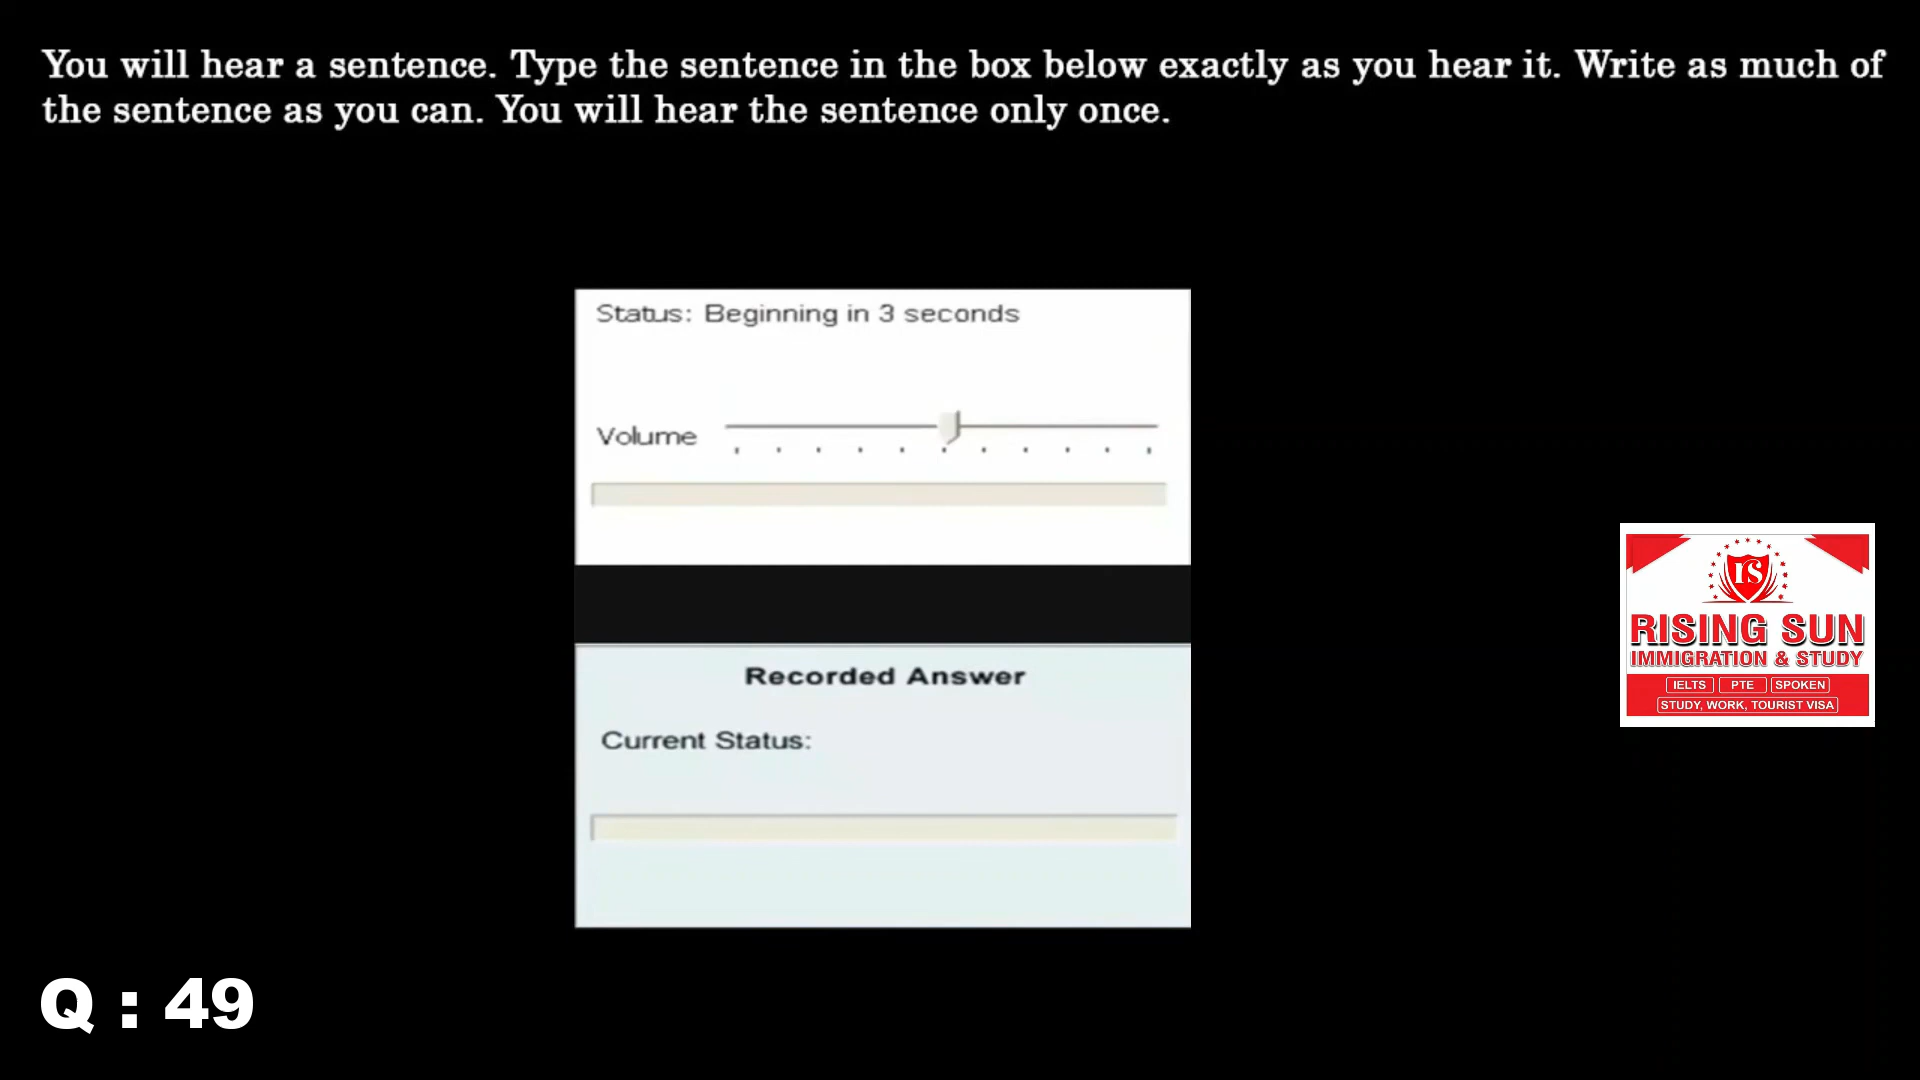 You will hear a sentence. Type the sentence in the box below exactly as you hear it. Write as much of
the sentence as you can. You will hear the sentence only once.
Status: Beginning in 3 seconds
Volume
Recorded Answer
Current Status:
rs
RISING SUN
IMMIGRATION & STUDY
IELTS PTE SPOKEN
STUDY, WORK, TOURIST VISA
Q : 49